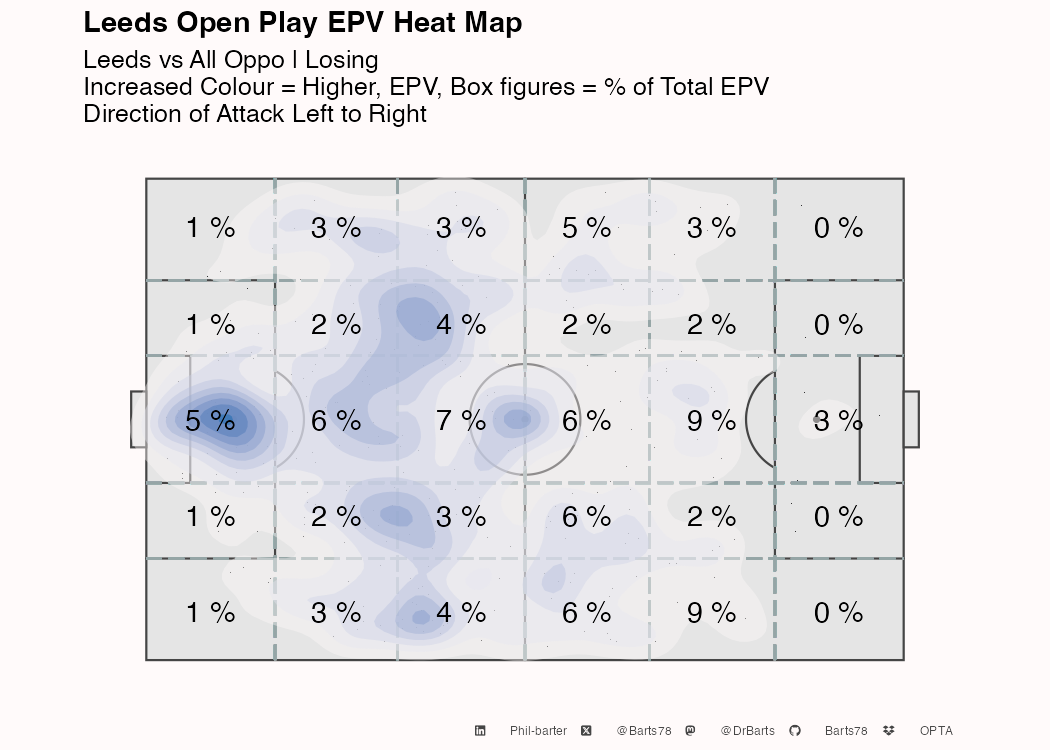 Leeds Open Play EPV Heat Map
Leeds vs All Oppo | Losing
Increased Colour = Higher, EPV, Box figures = % of Total EPV
Direction of Attack Left to Right
1 % 3 % 3 % 5 % 3 % 0 %
1 % 2 % 4 % 2 % 2 % 0 %
5 % 6 % 7 % 6 % 9 % 3 %
1 % 2 % 3 % 6 % 2 % 0 %
1 % 3 % 4 % 6 % 9 % 0 %
Phil-barter @Barts78 @DrBarts Barts78 OPTA